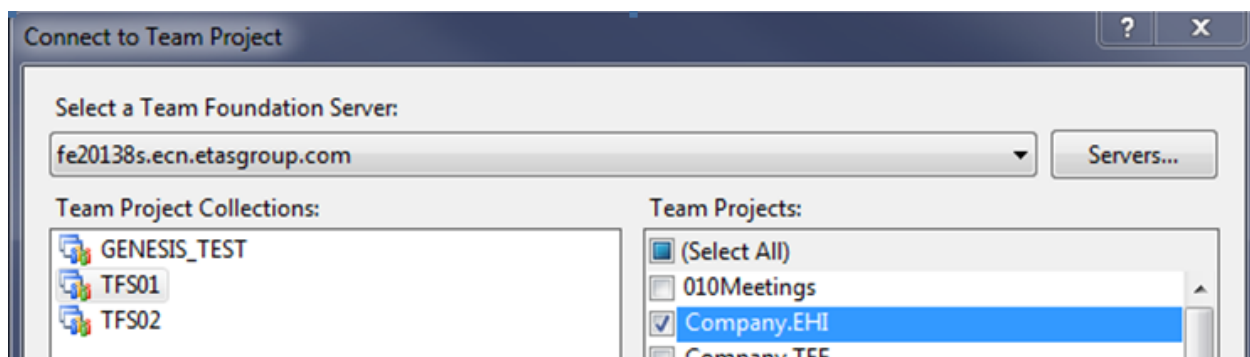 Connect to Team Project
Select a Team Foundation Server:
fe20138s.ecn.etasgroup.com
Servers...
Team Project Collections:
GENESIS_TEST
TFS01
TFS02
Team Projects:
(Select All)
010Meetings
Company.EHI